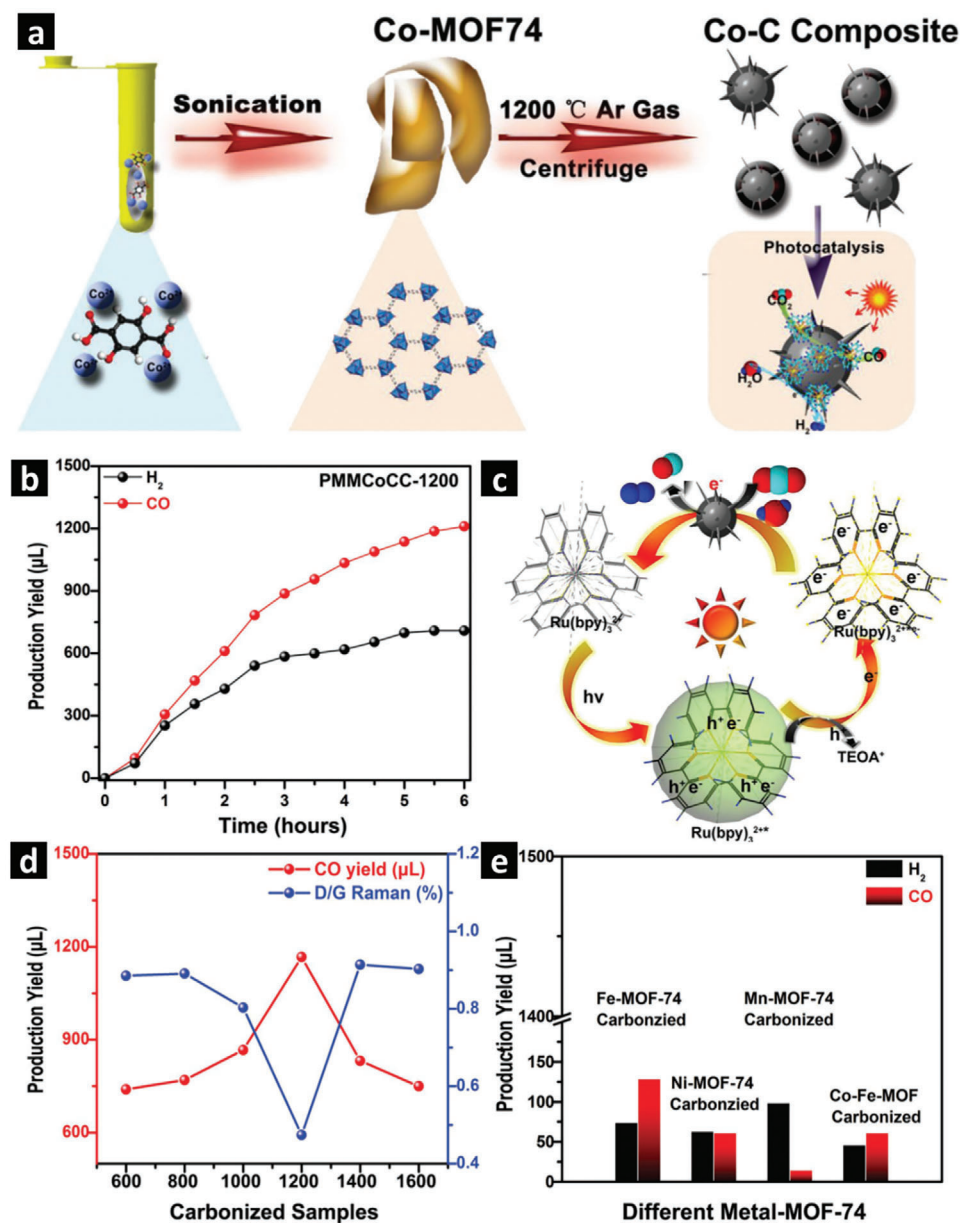 a
Co-MOF74
Co-C Composite
Sonication
1200 ℃ Ar Gas
Centrifuge
Photocatalysis
CO₂
CO
H₂O
H₂
b
PMMCoCC-1200
H₂
CO
Production Yield (µL)
1500
1200
900
600
300
0
0 1 2 3 4 5 6
Time (hours)
c
e⁻
Ru(bpy)₃²⁺
e⁻ e⁻
e⁻ e⁻
e⁻ e⁻
hν
e⁻
h⁺ e⁻
h⁺ e⁻ h⁺ e⁻
h
TEOA⁺
Ru(bpy)₃²⁺*
d
CO yield (µL)
D/G Raman (%)
Production Yield (µL)
1500
1200
900
600
1.2
1.0
0.8
0.6
0.4
600 800 1000 1200 1400 1600
Carbonized Samples
e
H₂
CO
Production Yield (µL)
1500
1400
150
100
50
0
Fe-MOF-74
Carbonzied
Mn-MOF-74
Carbonized
Ni-MOF-74
Carbonzied
Co-Fe-MOF
Carbonized
Different Metal-MOF-74